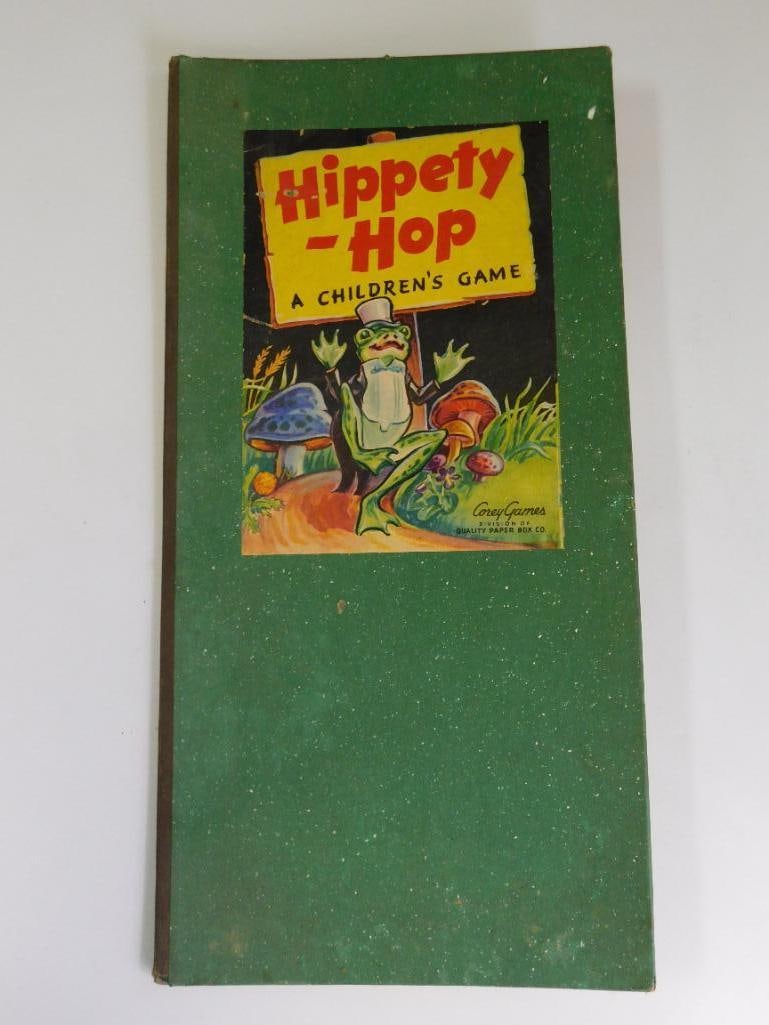 Hippety
-Hop
A CHILDREN'S GAME
Corey Games
DIVISION OF
QUALITY PAPER BOX CO.